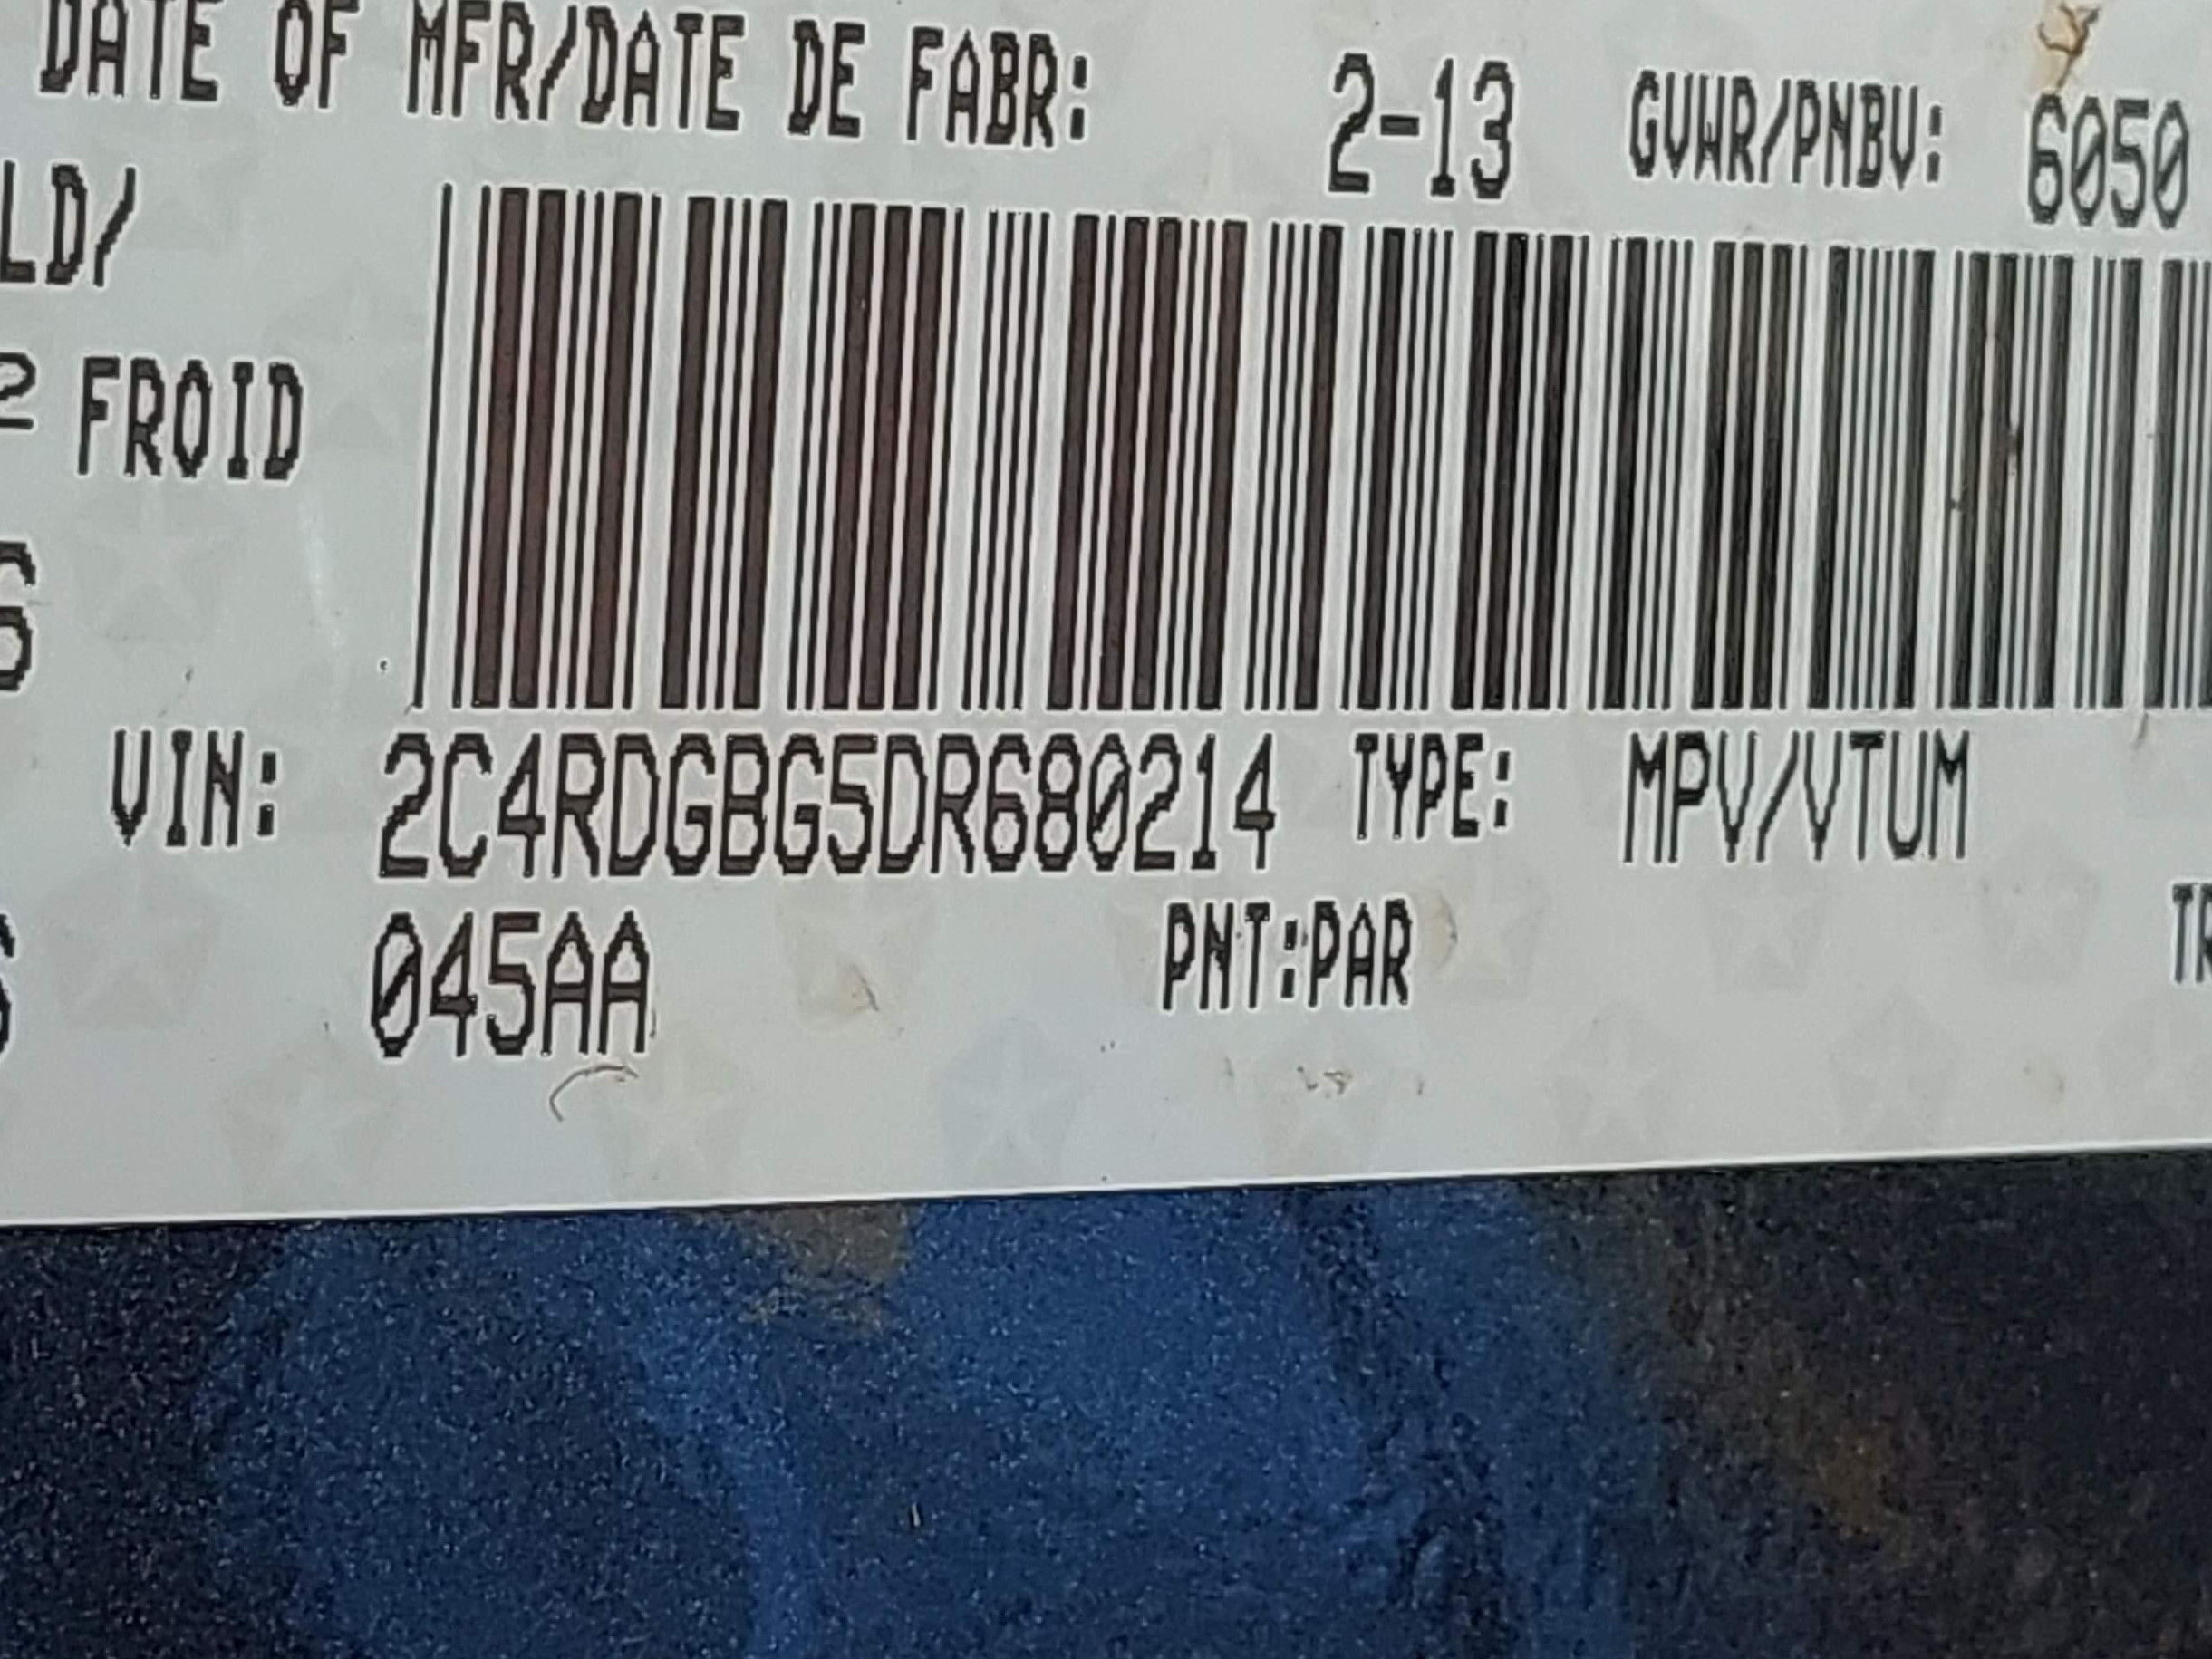 DATE OF MFR/DATE DE FABR: 2-13 GVWR/PNBV: 6050
LD/
FROID
VIN: 2C4RDGBG5DR680214 TYPE: MPV/VTUM
045AA PNT:PAR TR